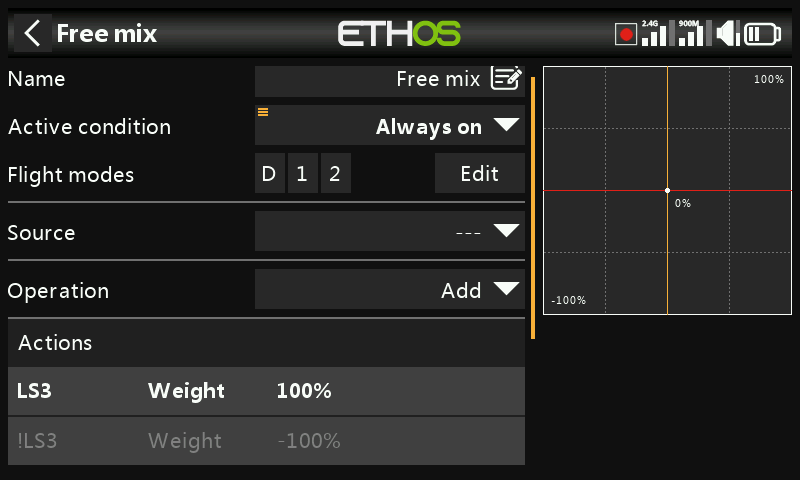 Free mix
ETHOS
2.4G
900M
Name
Free mix
Active condition
Always on
Flight modes
D
1
2
Edit
Source
---
Operation
Add
Actions
LS3 Weight 100%
!LS3 Weight -100%
100%
0%
-100%